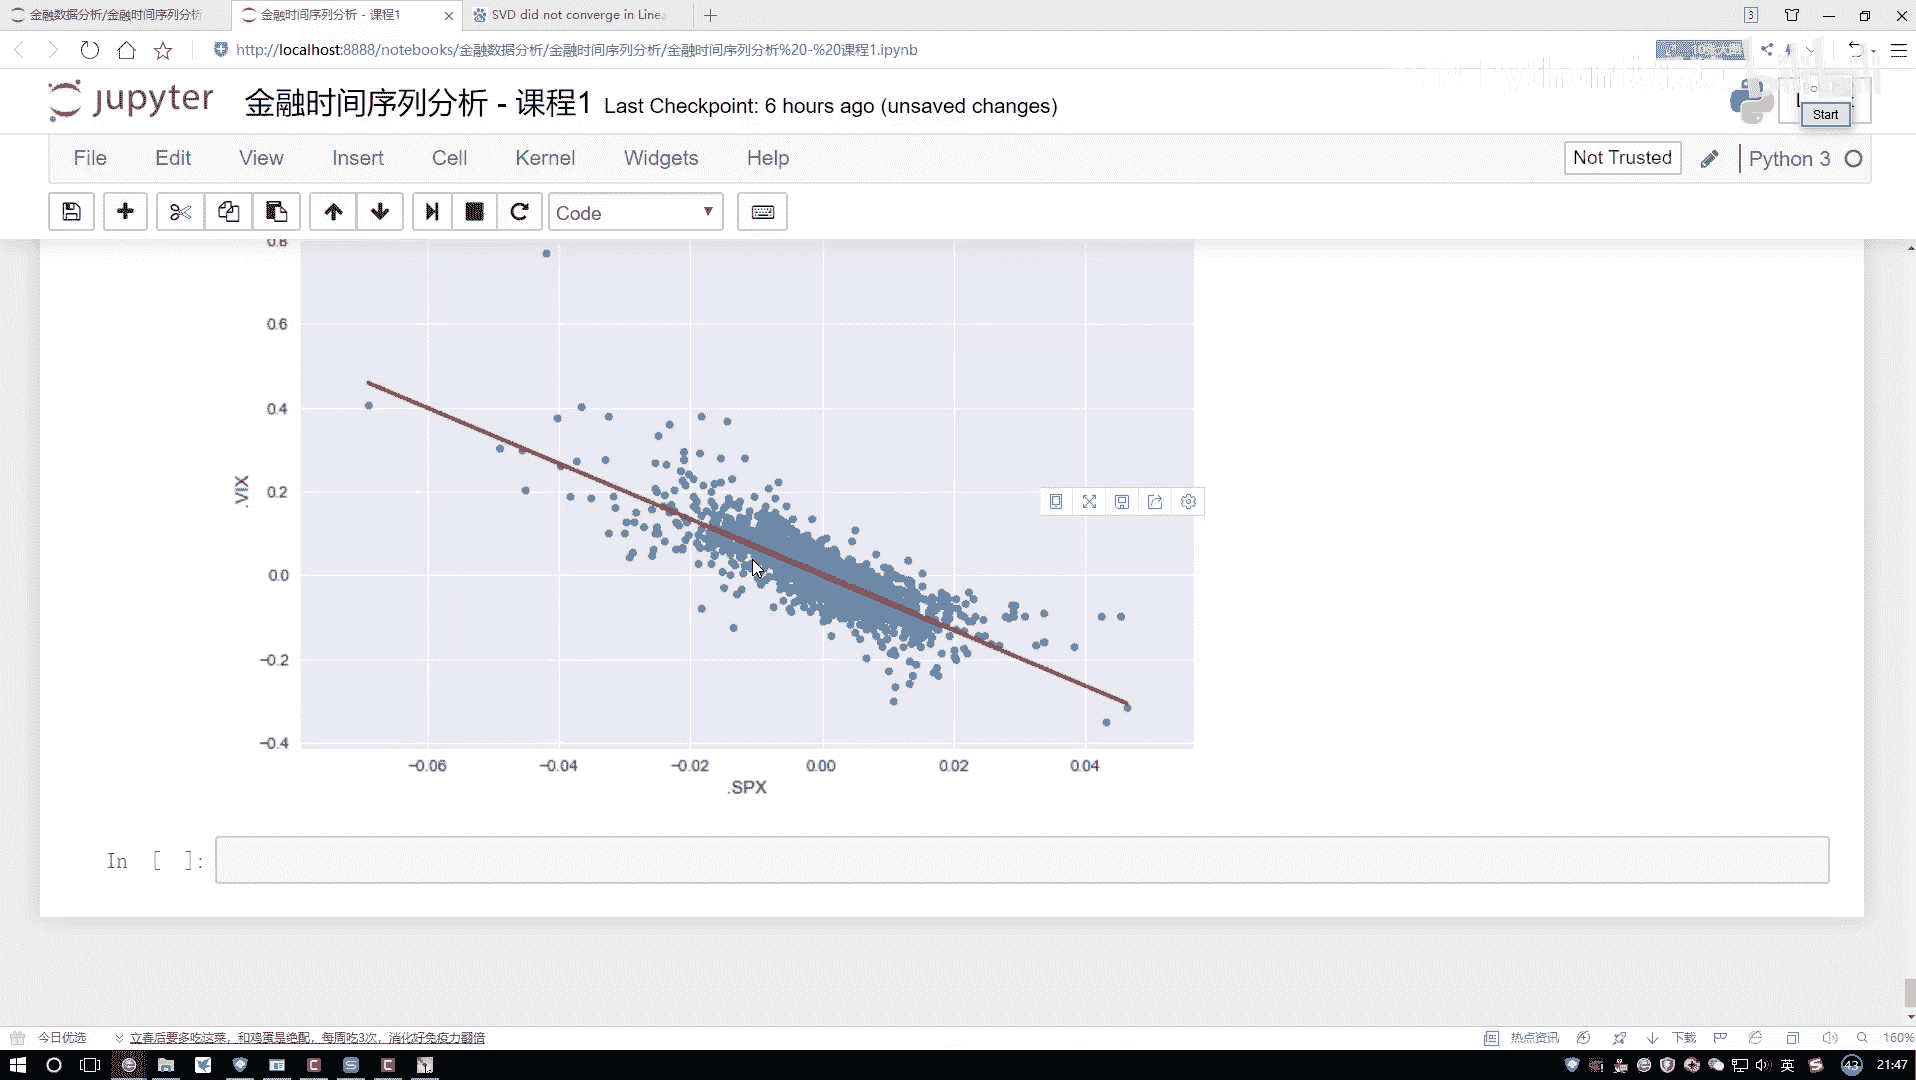 金融数据分析/金融时间序列分析
金融时间序列分析 - 课程1
SVD did not converge in Linea
3
http://localhost:8888/notebooks/金融数据分析/金融时间序列分析/金融时间序列分析%20-%20课程1.ipynb
jupyter
金融时间序列分析 - 课程1
Last Checkpoint: 6 hours ago (unsaved changes)
Start
File
Edit
View
Insert
Cell
Kernel
Widgets
Help
Not Trusted
Python 3
Code
0.8
0.6
0.4
0.2
0.0
−0.2
−0.4
.VIX
−0.06
−0.04
−0.02
0.00
0.02
0.04
.SPX
In [ ]:
今日优选
立春后要多吃这菜，和鸡蛋是绝配，每周吃3次，消化好免疫力翻倍
热点资讯
下载
160%
英
43
21:47